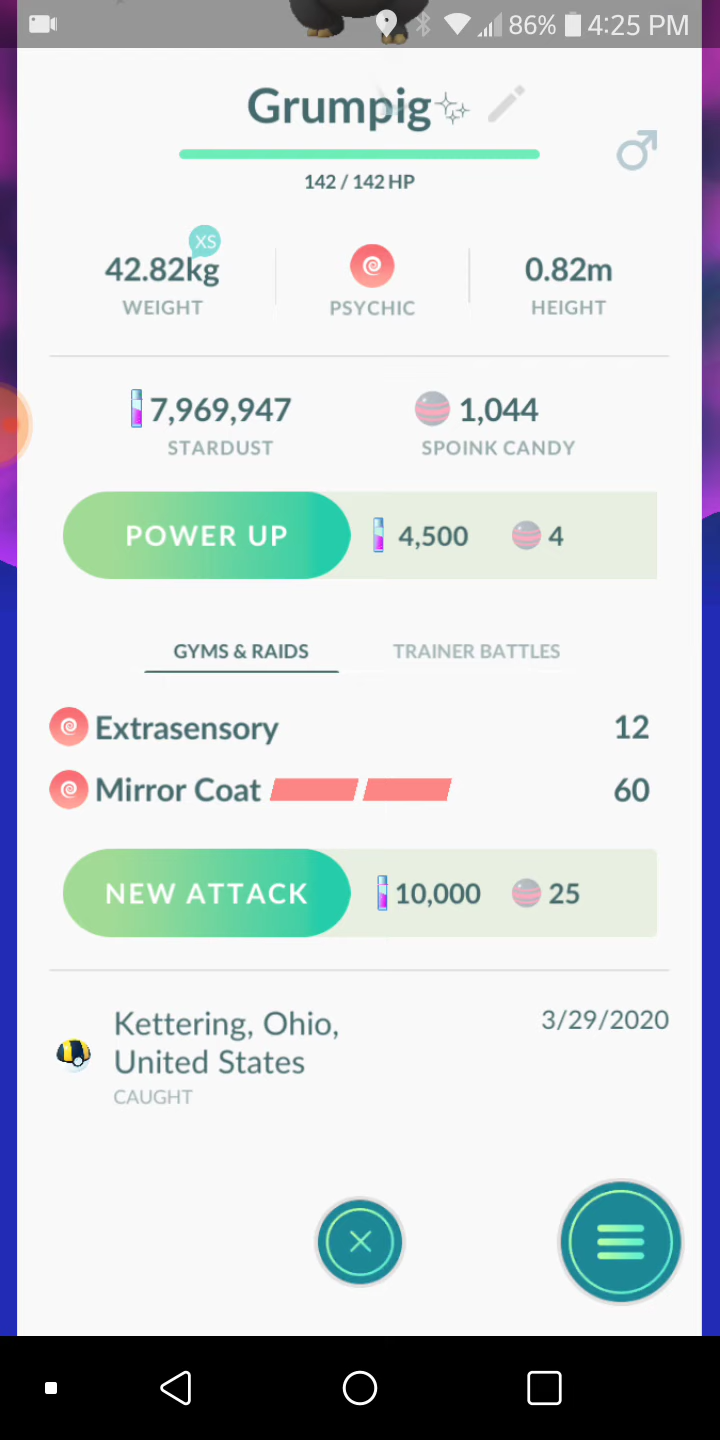 86% 4:25 PM
Grumpig
142 / 142 HP
XS
42.82kg
WEIGHT
PSYCHIC
0.82m
HEIGHT
7,969,947
STARDUST
1,044
SPOINK CANDY
POWER UP 4,500 4
GYMS & RAIDS TRAINER BATTLES
Extrasensory 12
Mirror Coat 60
NEW ATTACK 10,000 25
Kettering, Ohio, 3/29/2020
United States
CAUGHT